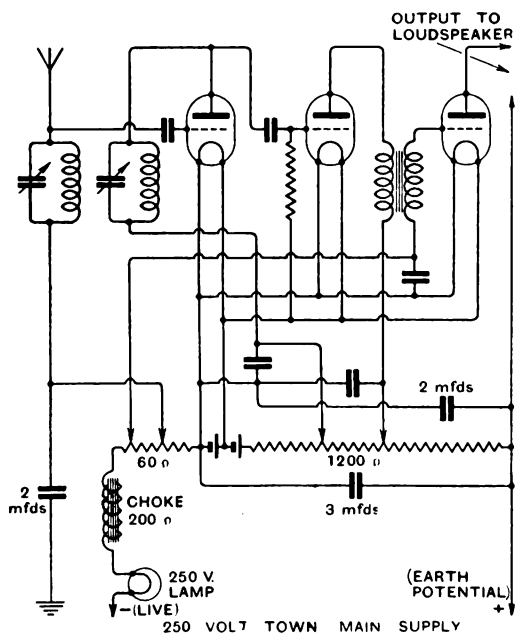 OUTPUT TO
LOUDSPEAKER
2 mfds
60 Ω
1200 Ω
2
mfds
CHOKE
200 Ω
3 mfds
250 V.
LAMP
(EARTH
POTENTIAL)
- (LIVE)
+
250 VOLT TOWN MAIN SUPPLY